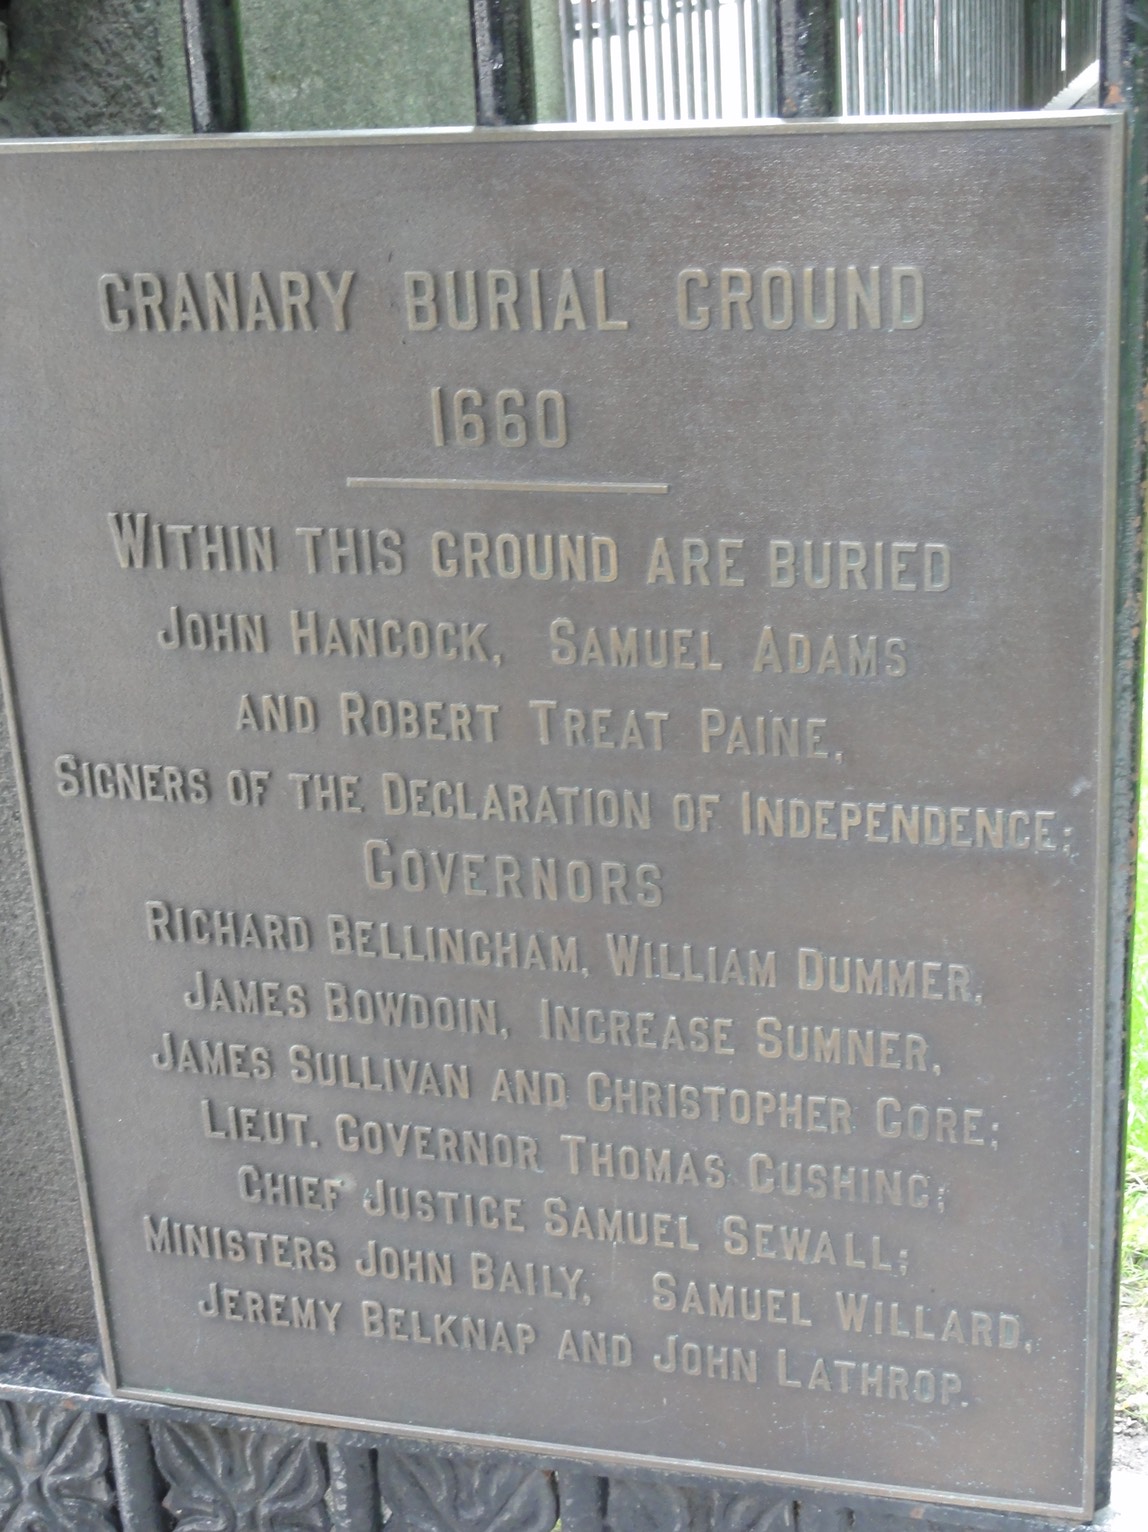 GRANARY BURIAL GROUND
1660
WITHIN THIS GROUND ARE BURIED
JOHN HANCOCK, SAMUEL ADAMS
AND ROBERT TREAT PAINE,
SIGNERS OF THE DECLARATION OF INDEPENDENCE;
GOVERNORS
RICHARD BELLINGHAM, WILLIAM DUMMER,
JAMES BOWDOIN, INCREASE SUMNER,
JAMES SULLIVAN AND CHRISTOPHER GORE;
LIEUT. GOVERNOR THOMAS CUSHING;
CHIEF JUSTICE SAMUEL SEWALL;
MINISTERS JOHN BAILY, SAMUEL WILLARD,
JEREMY BELKNAP AND JOHN LATHROP.